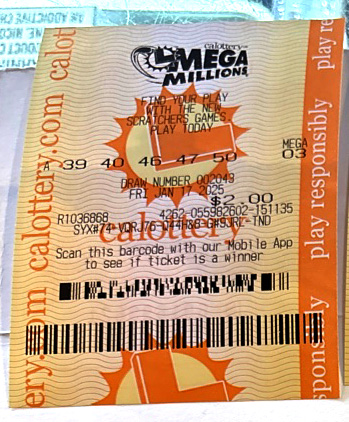 calottery
MEGA
MILLIONS
FIND YOUR PLAY
WITH THE NEW
SCRATCHERS GAMES
PLAY TODAY
MEGA
A 39 40 46 47 50 03
DRAW NUMBER 002043
FRI JAN 17 2025
$2.00
R1036868 4262-055982602-151135
calottery
Scan this barcode with our Mobile App
to see if ticket is a winner
calottery.com calottery
play responsibly